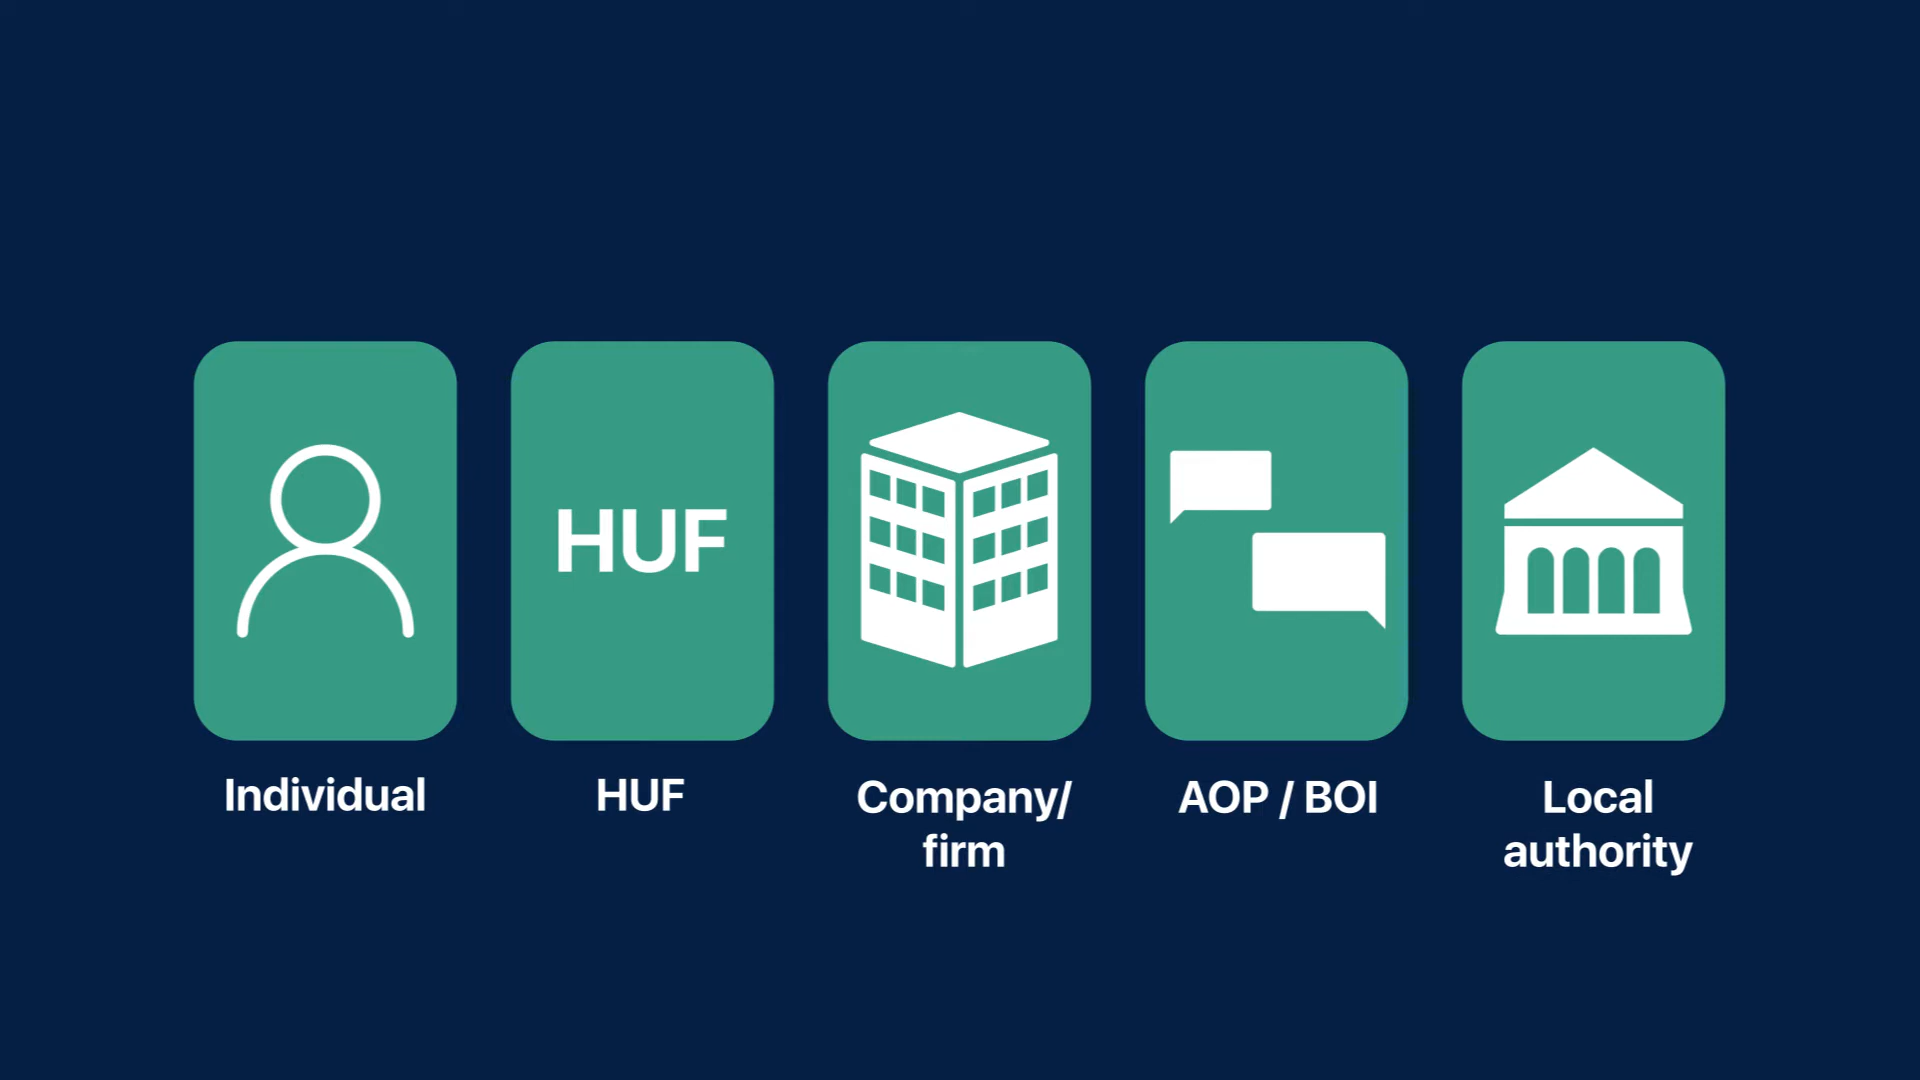 HUF
Individual
HUF
Company/
firm
AOP / BOI
Local
authority